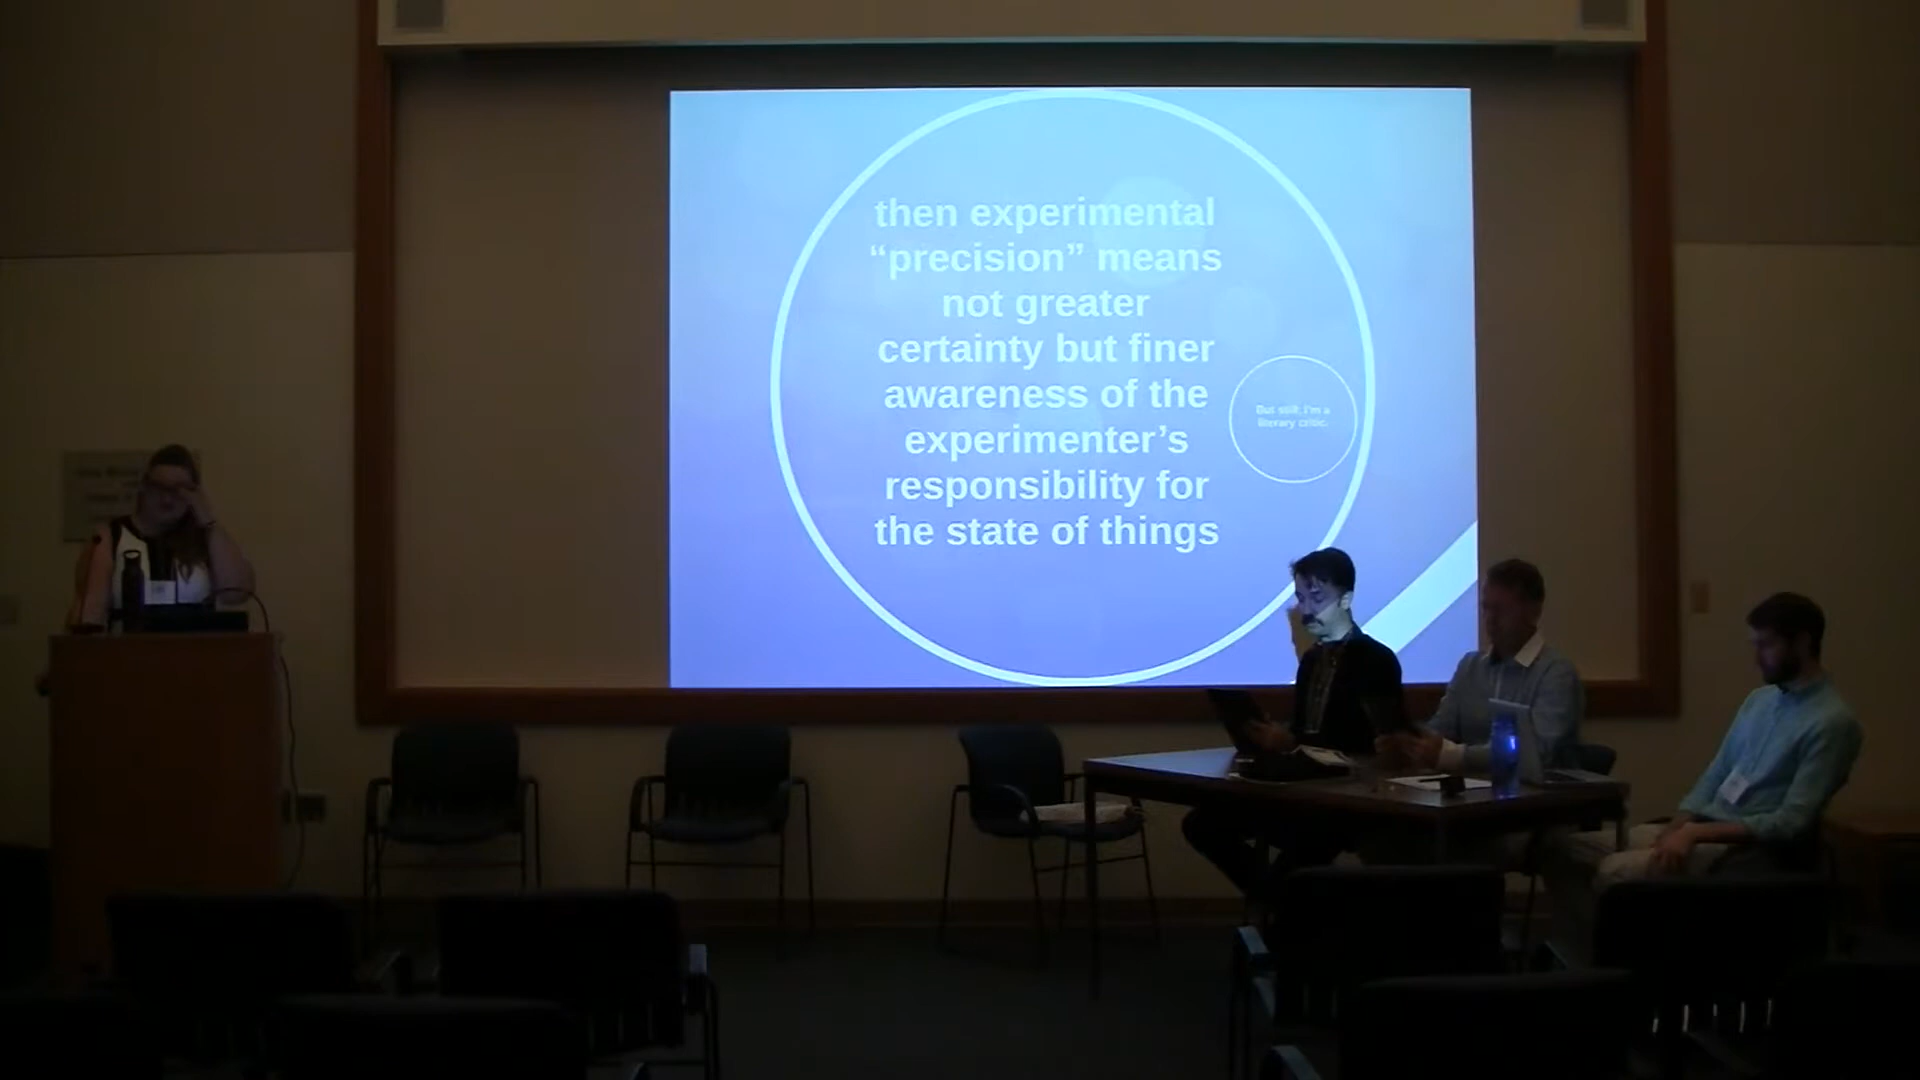 then experimental
“precision” means
not greater
certainty but finer
awareness of the
experimenter’s
responsibility for
the state of things
But still, I'm a
literary critic.